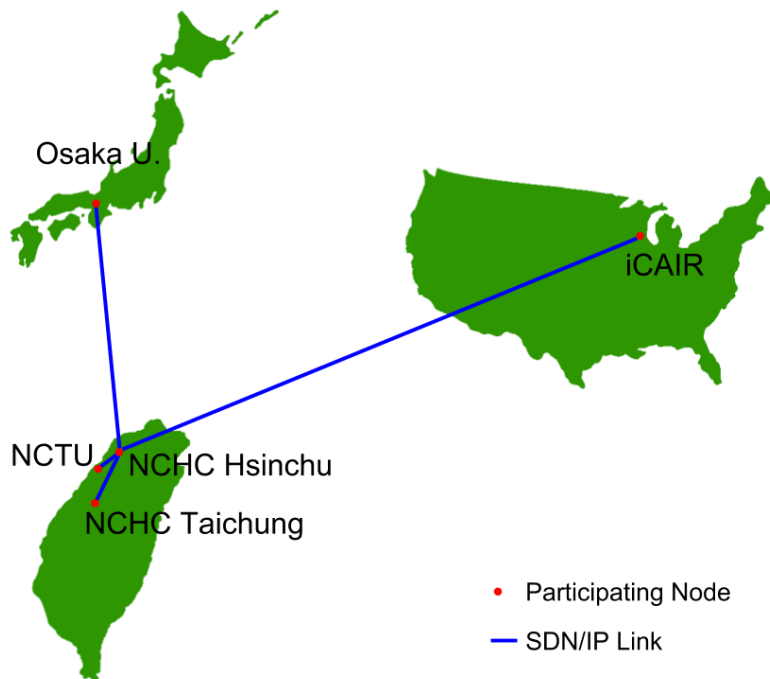 Osaka U.
iCAIR
NCTU
NCHC Hsinchu
NCHC Taichung
Participating Node
SDN/IP Link